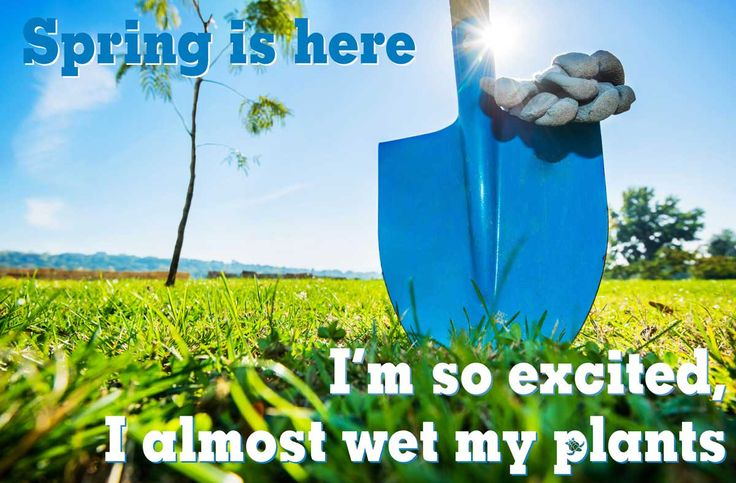 Spring is here
I'm so excited,
I almost wet my plants